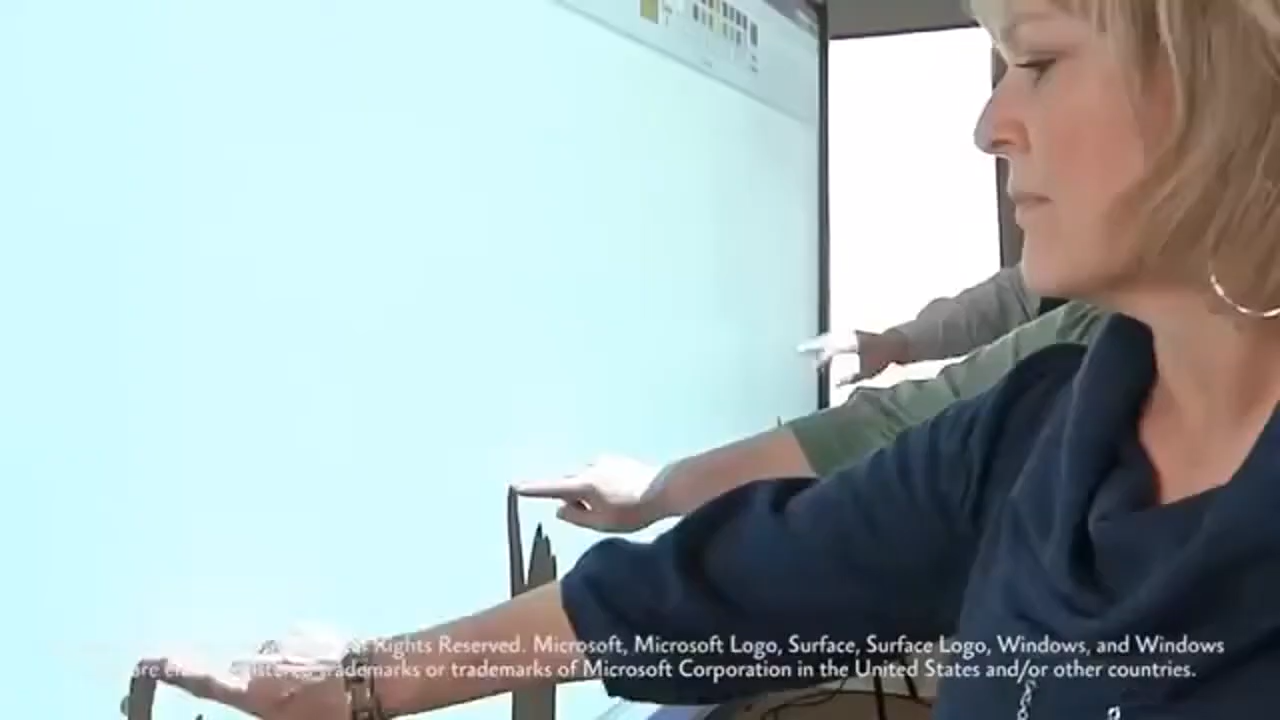 Rights Reserved. Microsoft, Microsoft Logo, Surface, Surface Logo, Windows, and Windows
are trademarks or trademarks of Microsoft Corporation in the United States and/or other countries.